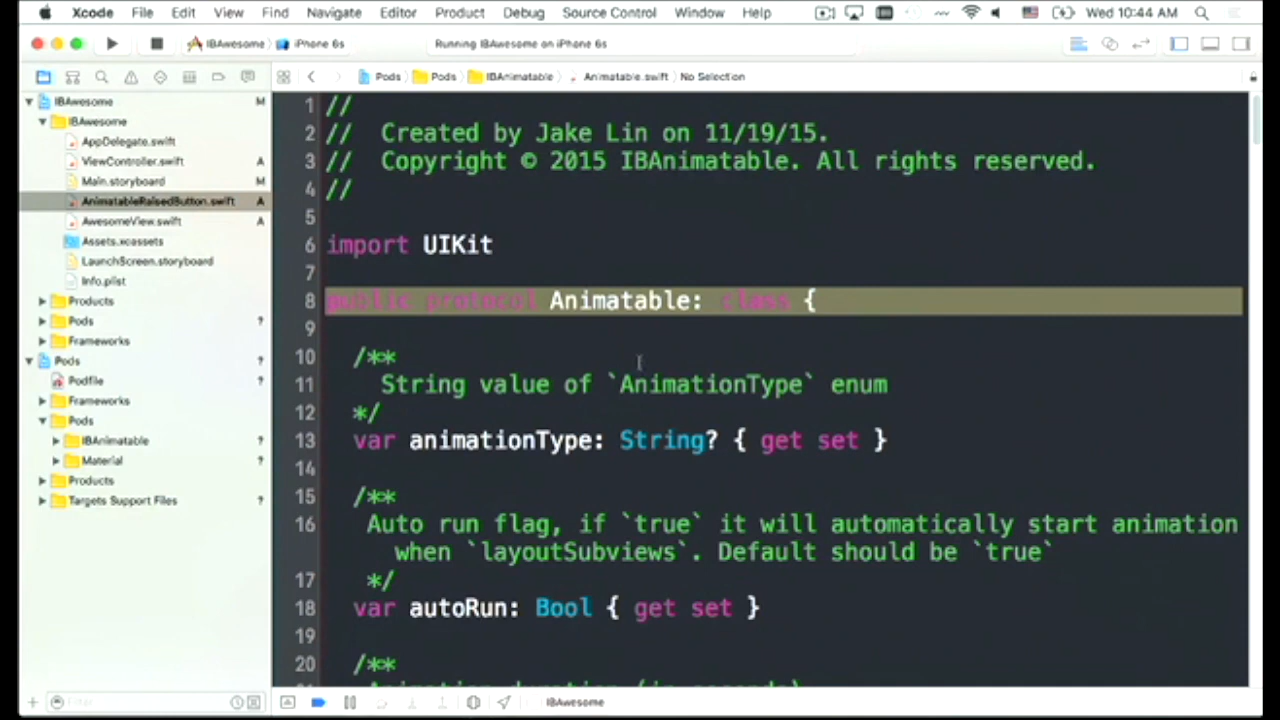 Xcode File Edit View Find Navigate Editor Product Debug Source Control Window Help Wed 10:44 AM
IBAwesome iPhone 6s Running IBAwesome on iPhone 6s
Pods Pods IBAnimatable Animatable.swift No Selection
IBAwesome M
IBAwesome
AppDelegate.swift
ViewController.swift A
Main.storyboard M
AnimatableRaisedButton.swift A
AwesomeView.swift A
Assets.xcassets
LaunchScreen.storyboard
Info.plist
Products
Pods ?
Frameworks
Pods ?
Podfile ?
Frameworks
Pods
IBAnimatable ?
Material ?
Products
Targets Support Files ?
Filter
1 //
2 // Created by Jake Lin on 11/19/15.
3 // Copyright © 2015 IBAnimatable. All rights reserved.
4 //
5
6 import UIKit
7
8 public protocol Animatable: class {
9
10 /**
11 String value of `AnimationType` enum
12 */
13 var animationType: String? { get set }
14
15 /**
16 Auto run flag, if `true` it will automatically start animation
when `layoutSubviews`. Default should be `true`
17 */
18 var autoRun: Bool { get set }
19
20 /**
IBAwesome